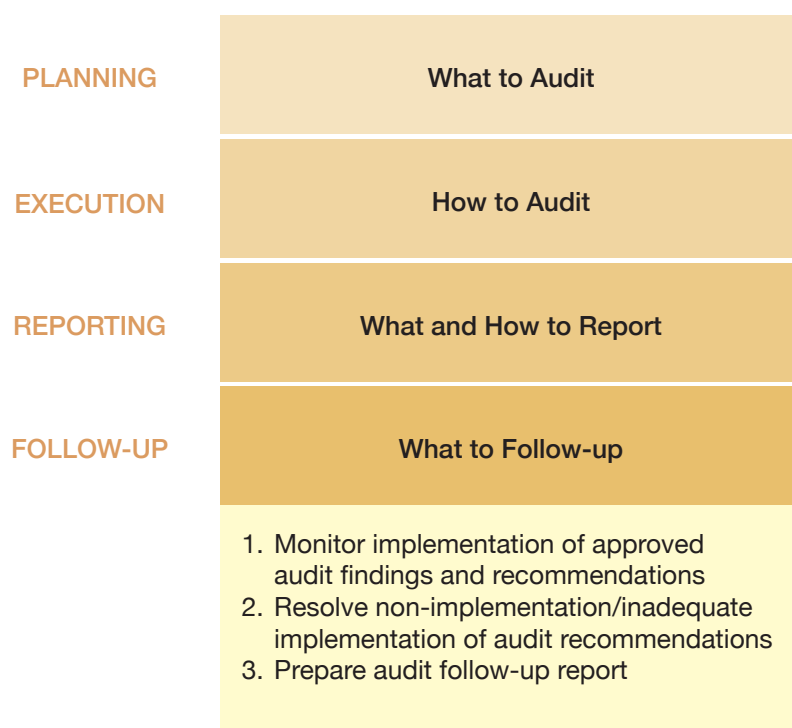 PLANNING
What to Audit
EXECUTION
How to Audit
REPORTING
What and How to Report
FOLLOW-UP
What to Follow-up
1. Monitor implementation of approved
audit findings and recommendations
2. Resolve non-implementation/inadequate
implementation of audit recommendations
3. Prepare audit follow-up report